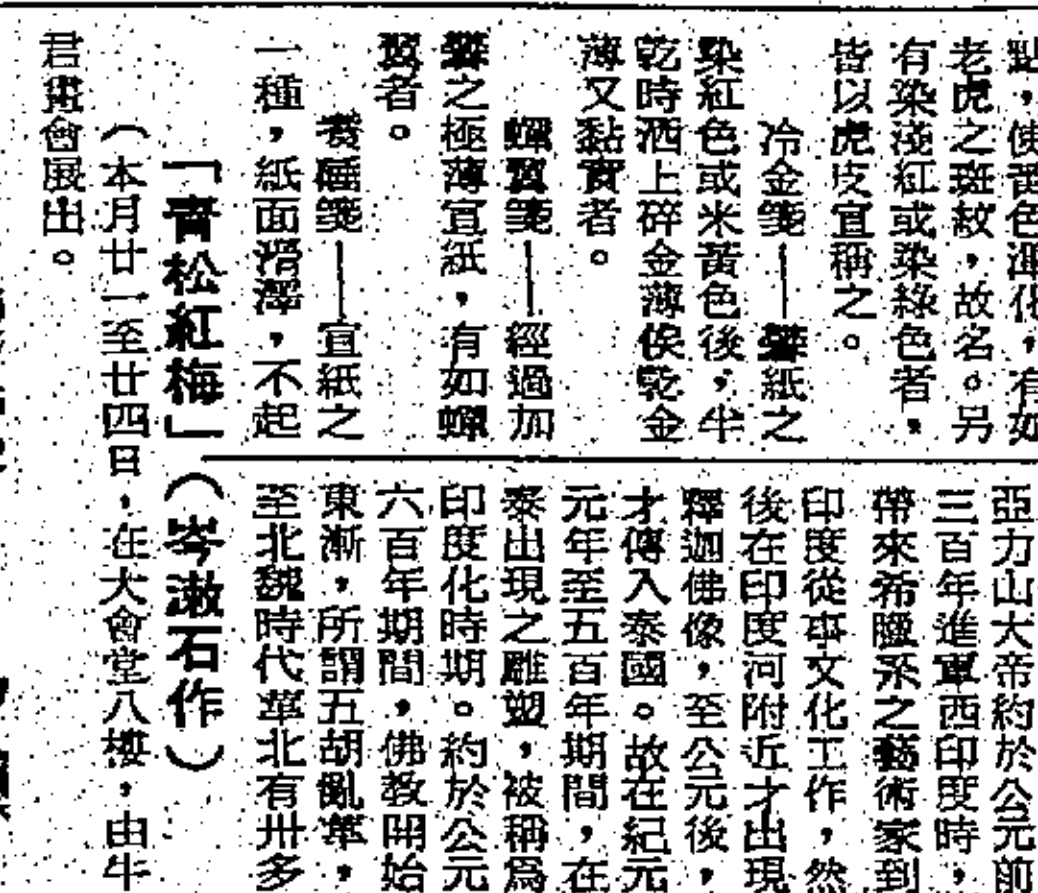 點,使著色渾化,有如
老虎之斑紋,故名。另
有染淺紅或染綠色者,
皆以虎皮宣稱之。
冷金箋——礬紙之
染紅色或米黃色後,半
乾時洒上碎金薄俟乾金
薄又黏實者。
蟬翼箋——經過加
礬之極薄宣紙,有如蟬
翼者。
箋——宣紙之
一種,紙面滑澤,不起
亞力山大帝約於公元前
三百年進軍西印度時,
帶來希臘系之藝術家到
印度從事文化工作,然
後在印度河附近才出現
釋迦佛像,至公元後,
才傳入泰國。故在紀元
元年至五百年期間,在
泰出現之雕塑,被稱爲
印度化時期。約於公元
六百年期間,佛教開始
東漸,所謂五胡亂華,
至北魏時代華北有卅多
「青松紅梅」(岑漱石作)
(本月廿一至廿四日,在大會堂八樓,由牛
君畫會展出。